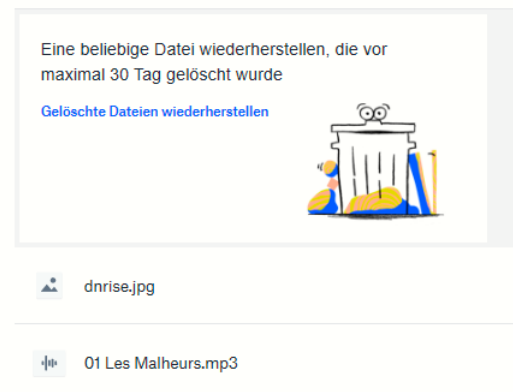 Eine beliebige Datei wiederherstellen, die vor
maximal 30 Tag gelöscht wurde
Gelöschte Dateien wiederherstellen
dnrise.jpg
01 Les Malheurs.mp3